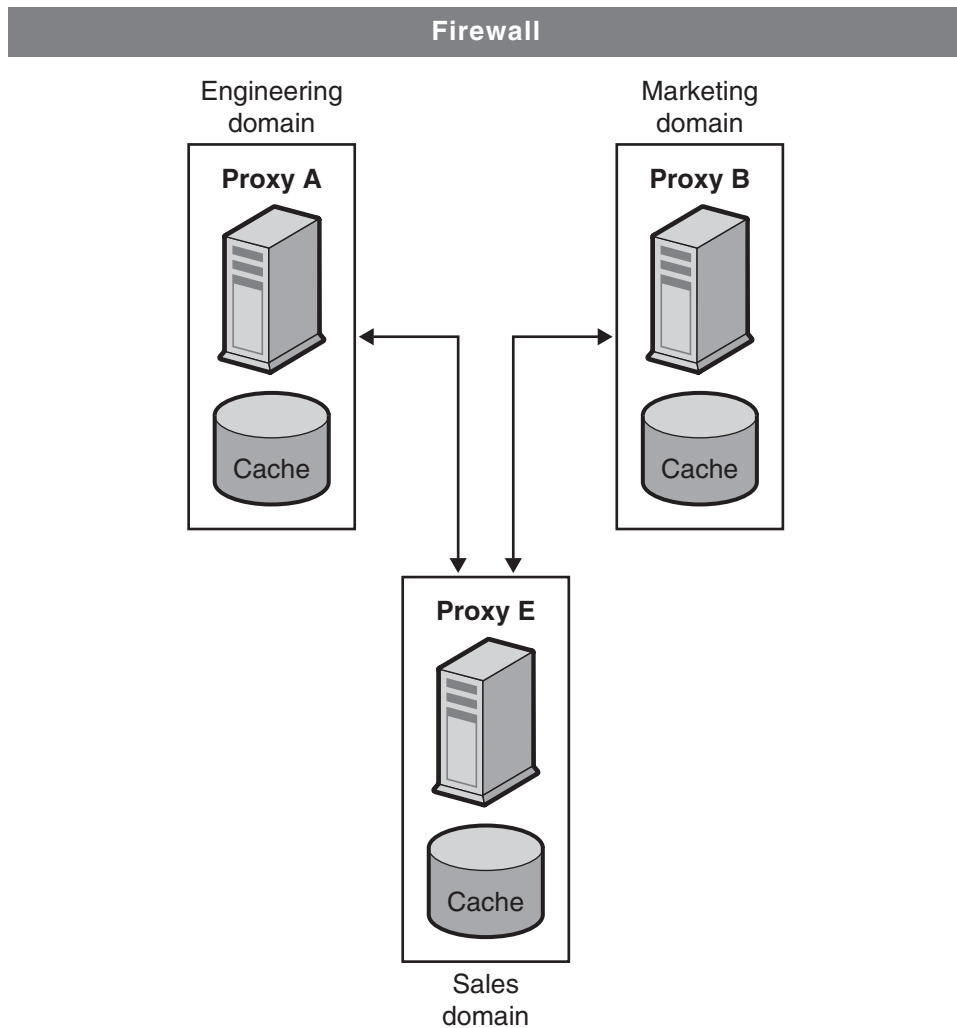 Firewall
Engineering
domain
Proxy A
Cache
Marketing
domain
Proxy B
Cache
Proxy E
Cache
Sales
domain